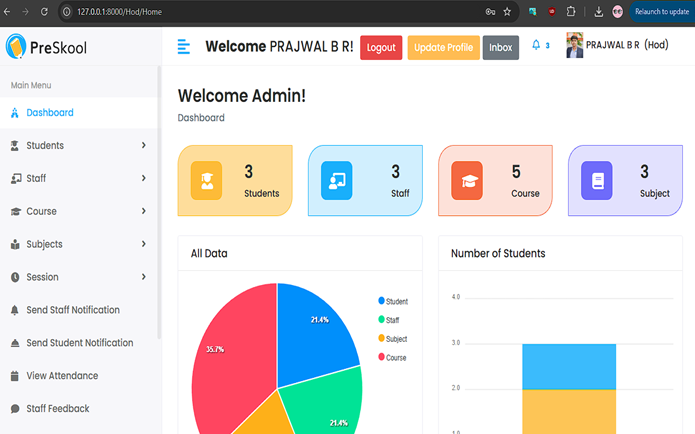 127.0.0.1:8000/Hod/Home
Relaunch to update
PreSkool
Welcome PRAJWAL B R!
Logout
Update Profile
Inbox
3
PRAJWAL B R (Hod)
Main Menu
Dashboard
Students
Staff
Course
Subjects
Session
Send Staff Notification
Send Student Notification
View Attendance
Staff Feedback
Welcome Admin!
Dashboard
3
Students
3
Staff
5
Course
3
Subject
All Data
21.4%
35.7%
21.4%
Student
Staff
Subject
Course
Number of Students
4.0
3.0
2.0
1.0